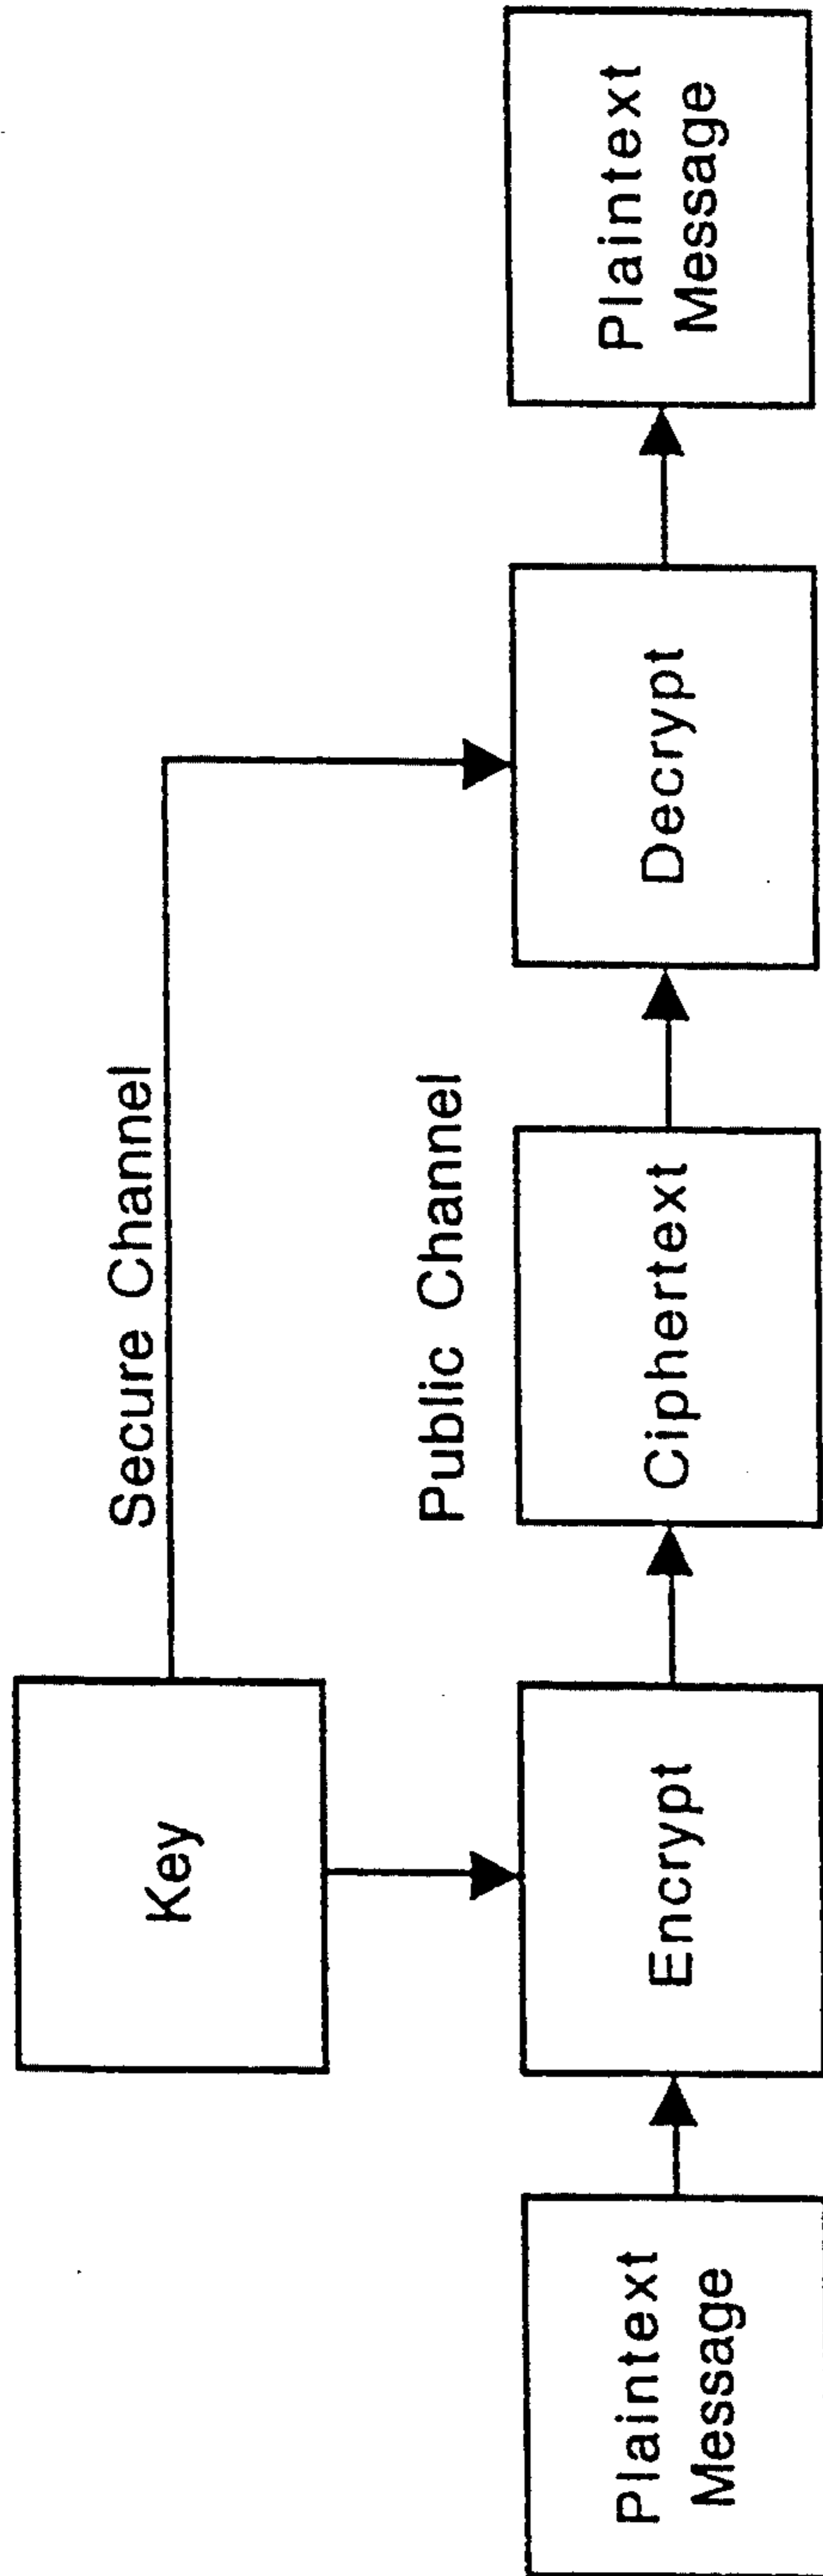 Key
Secure Channel
Public Channel
Plaintext
Message
Encrypt
Ciphertext
Decrypt
Plaintext
Message